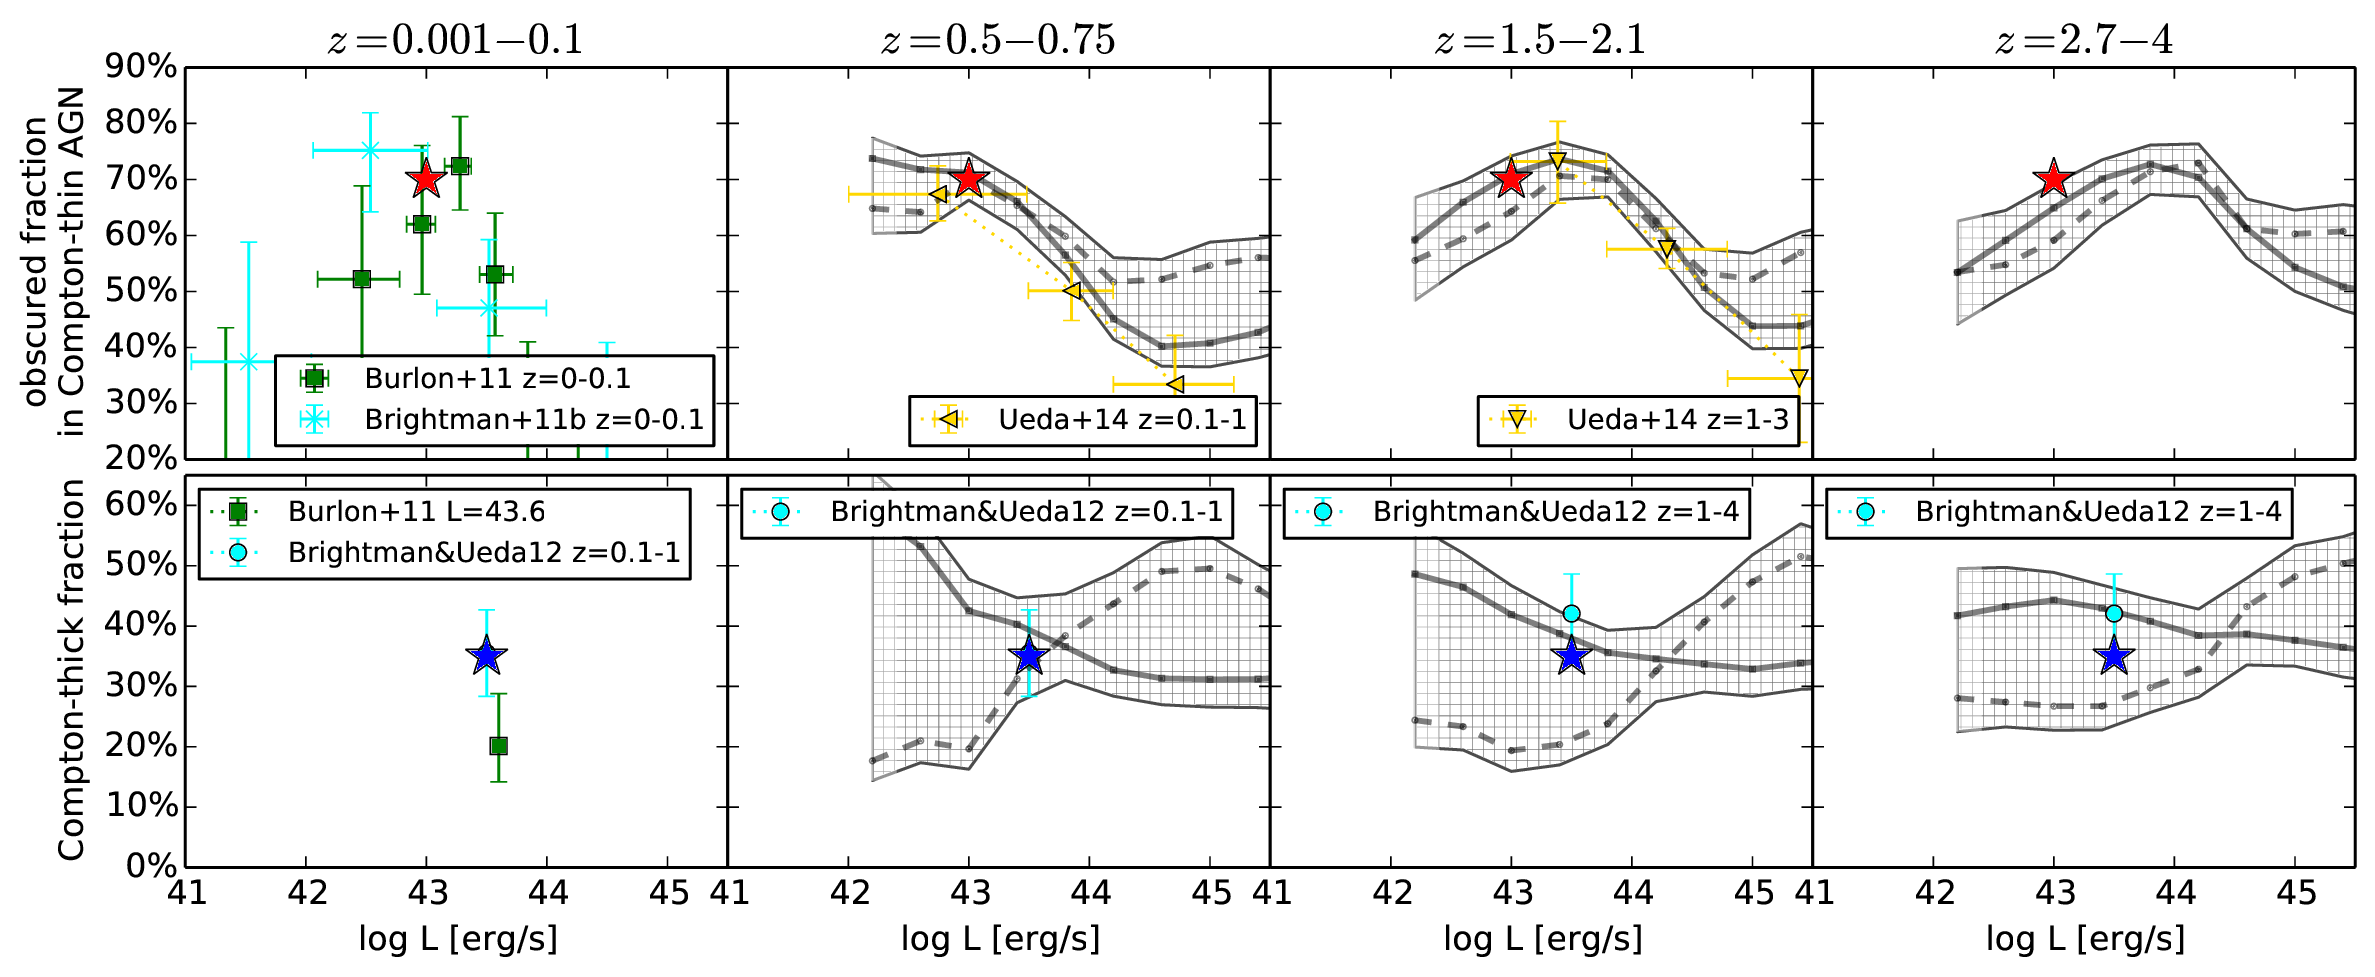 z=0.001−0.1
z=0.5−0.75
z=1.5−2.1
z=2.7−4
obscured fraction
in Compton-thin AGN
90%
80%
70%
60%
50%
40%
30%
20%
Burlon+11 z=0-0.1
Brightman+11b z=0-0.1
Ueda+14 z=0.1-1
Ueda+14 z=1-3
Compton-thick fraction
60%
50%
40%
30%
20%
10%
0%
Burlon+11 L=43.6
Brightman&Ueda12 z=0.1-1
Brightman&Ueda12 z=0.1-1
Brightman&Ueda12 z=1-4
Brightman&Ueda12 z=1-4
41 42 43 44 45 41 42 43 44 45 41 42 43 44 45 41 42 43 44 45
log L [erg/s]
log L [erg/s]
log L [erg/s]
log L [erg/s]